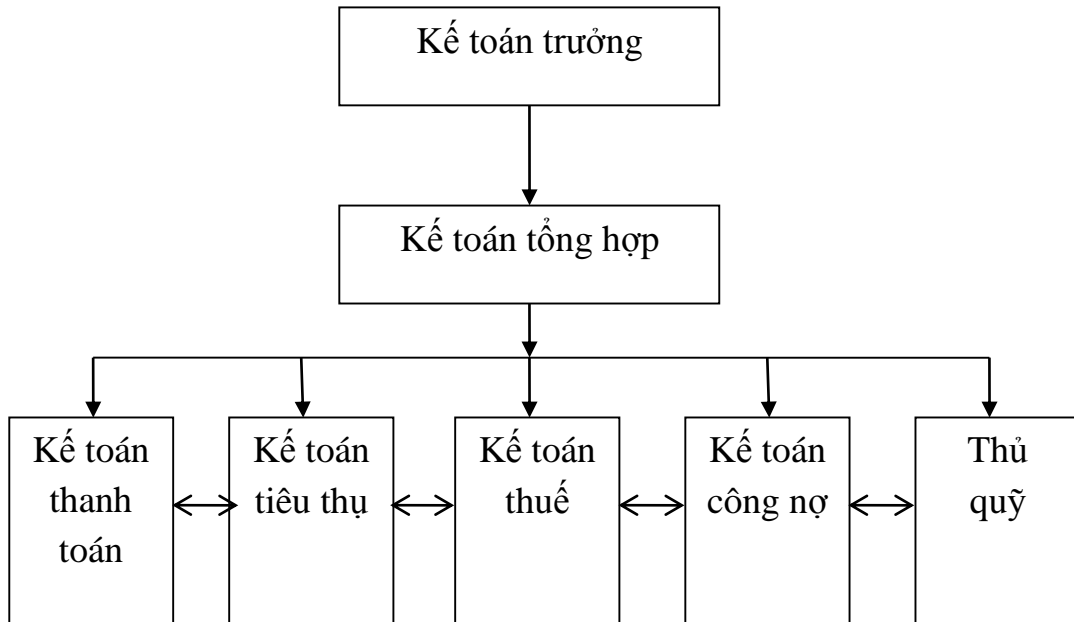 Kế toán trưởng
Kế toán tổng hợp
Kế toán
thanh
toán
Kế toán
tiêu thụ
Kế toán
thuế
Kế toán
công nợ
Thủ
quỹ